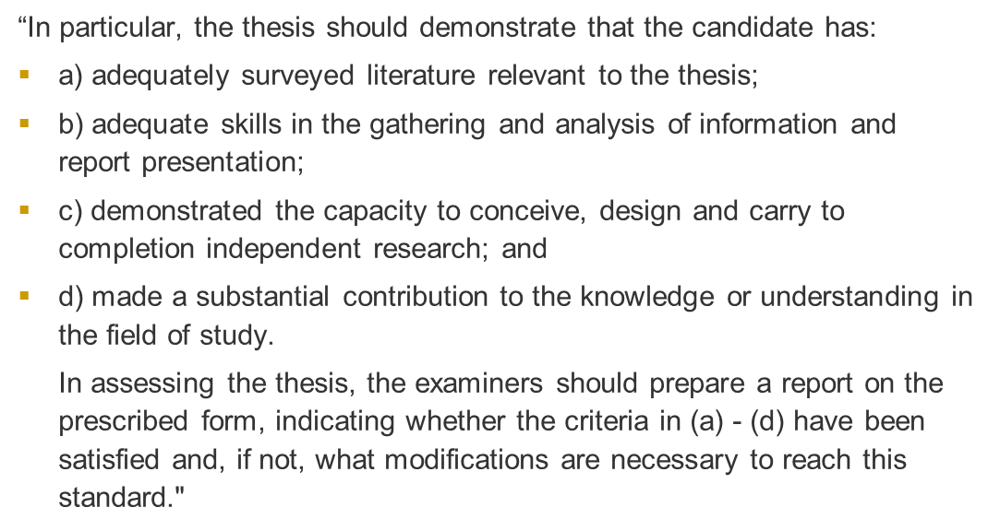 “In particular, the thesis should demonstrate that the candidate has:
▪ a) adequately surveyed literature relevant to the thesis;
▪ b) adequate skills in the gathering and analysis of information and
report presentation;
▪ c) demonstrated the capacity to conceive, design and carry to
completion independent research; and
▪ d) made a substantial contribution to the knowledge or understanding in
the field of study.
In assessing the thesis, the examiners should prepare a report on the
prescribed form, indicating whether the criteria in (a) - (d) have been
satisfied and, if not, what modifications are necessary to reach this
standard."